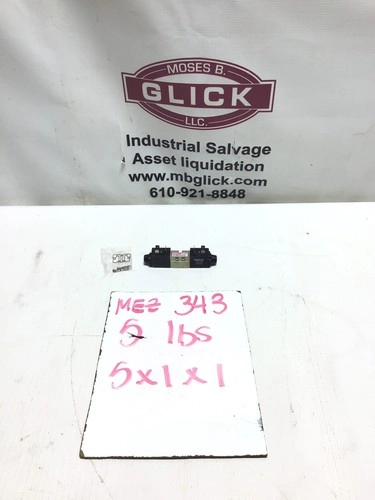 MOSES B.
GLICK
LLC.
Industrial Salvage
Asset liquidation
www.mbglick.com
610-921-8848
MEZ 343
5 lbs
5x1x1